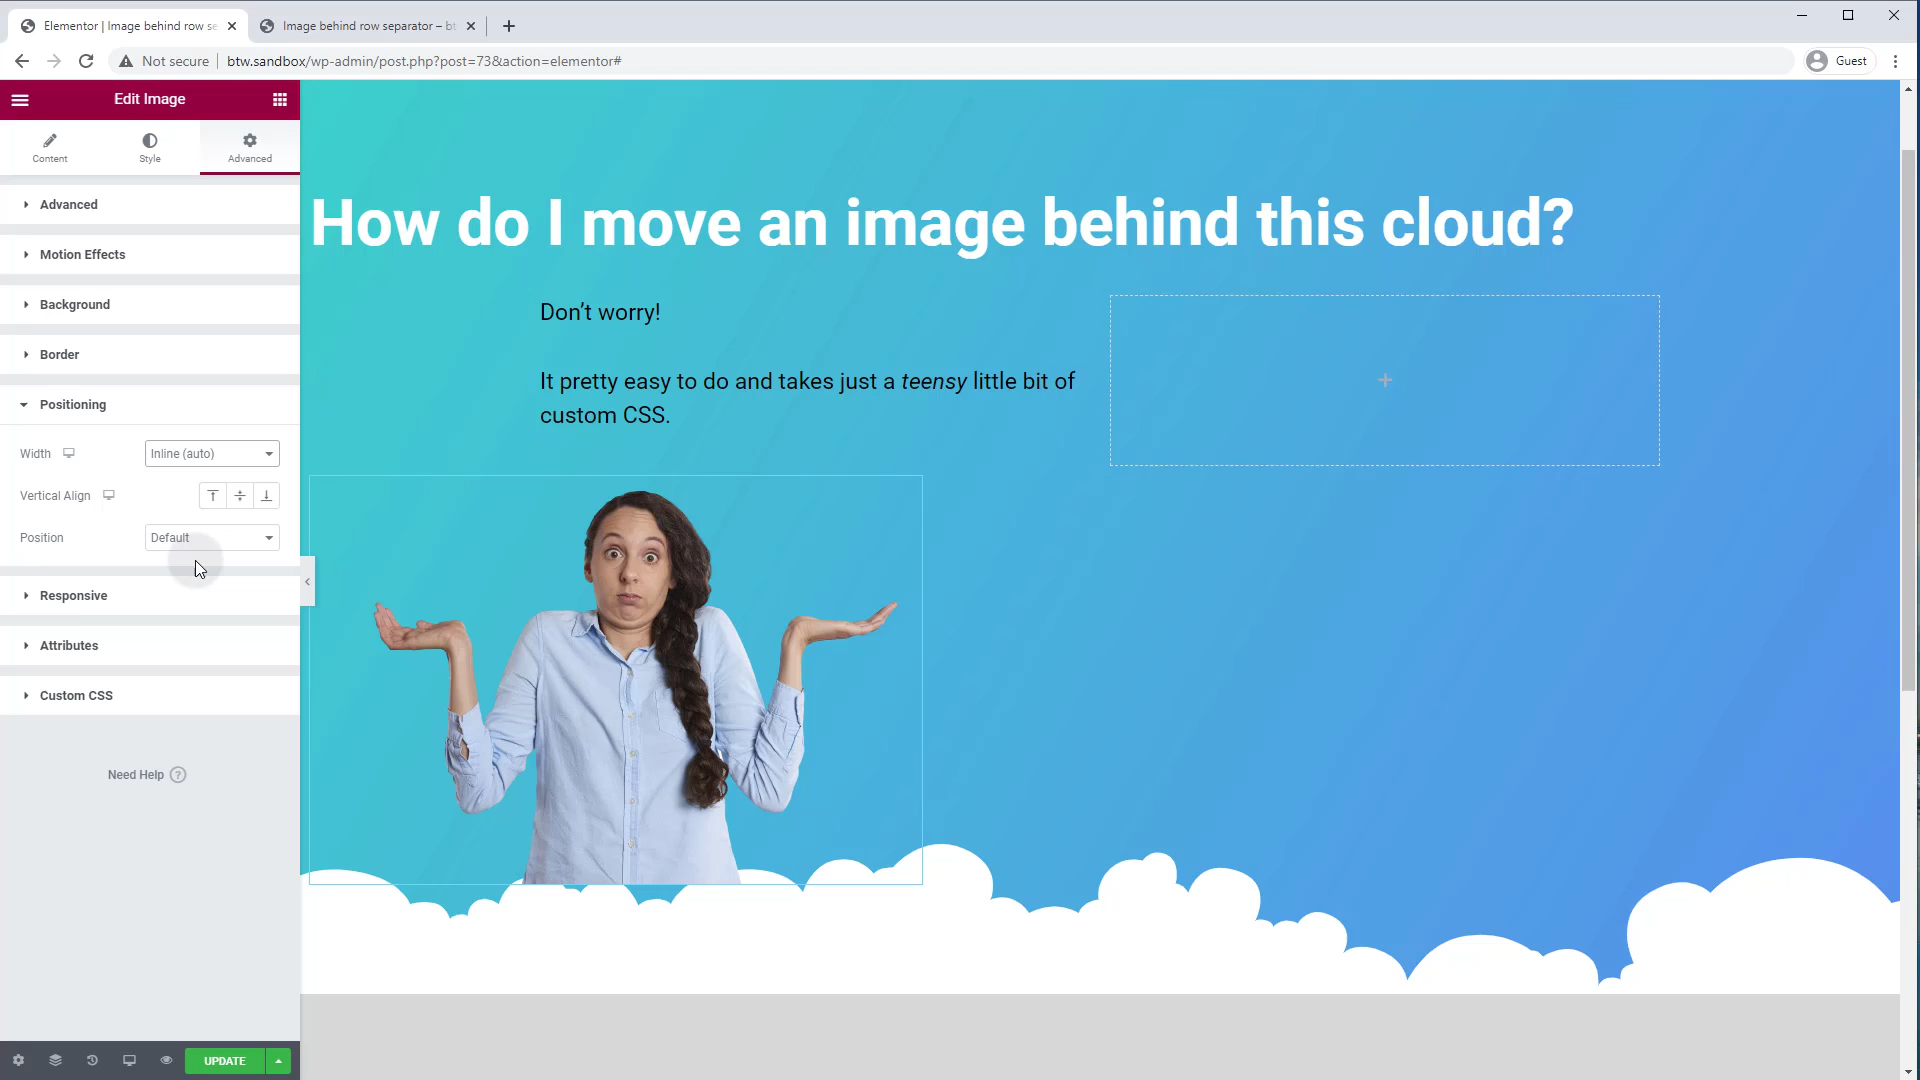 Elementor | Image behind row se
Image behind row separator – bt
Not secure
btw.sandbox/wp-admin/post.php?post=73&action=elementor#
Guest
Edit Image
Content
Style
Advanced
Advanced
Motion Effects
Background
Border
Positioning
Width
Inline (auto)
Vertical Align
Position
Default
Responsive
Attributes
Custom CSS
Need Help ?
UPDATE
How do I move an image behind this cloud?
Don’t worry!
It pretty easy to do and takes just a teensy little bit of
custom CSS.